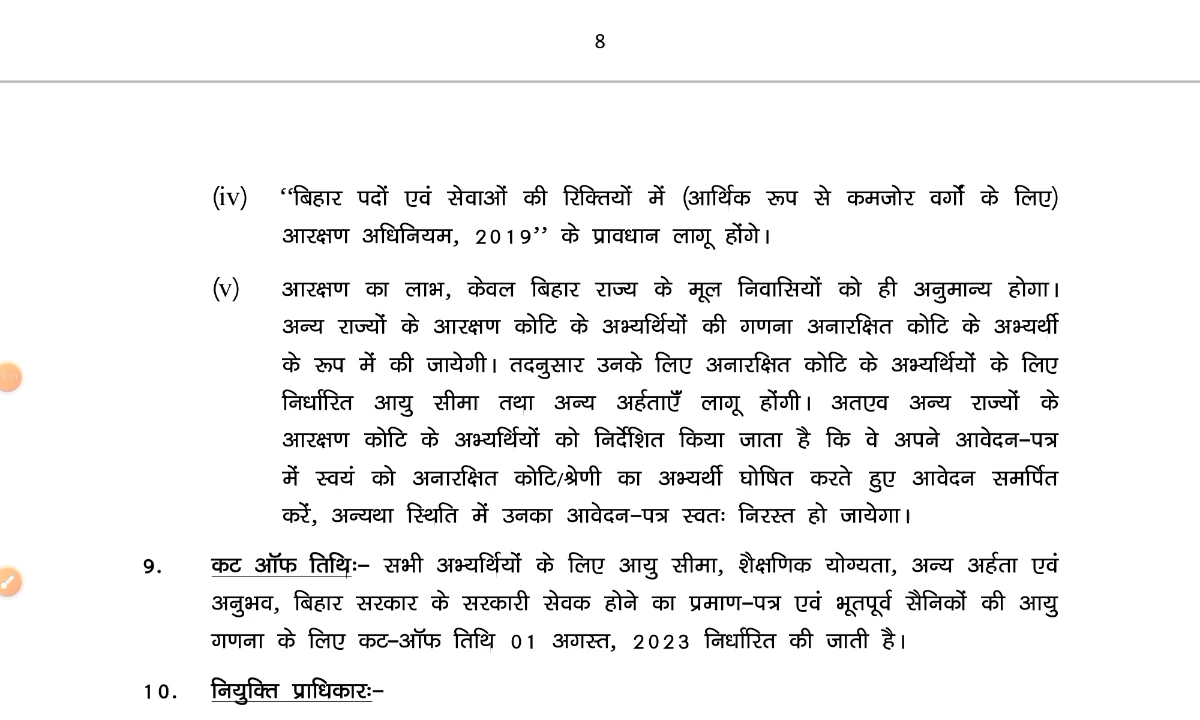 8
(iv) ‘‘बिहार पदों एवं सेवाओं की रिक्तियों में (आर्थिक रूप से कमजोर वर्गों के लिए)
आरक्षण अधिनियम, 2019’’ के प्रावधान लागू होंगे।
(v) आरक्षण का लाभ, केवल बिहार राज्य के मूल निवासियों को ही अनुमान्य होगा।
अन्य राज्यों के आरक्षण कोटि के अभ्यर्थियों की गणना अनारक्षित कोटि के अभ्यर्थी
के रूप में की जायेगी। तदनुसार उनके लिए अनारक्षित कोटि के अभ्यर्थियों के लिए
निर्धारित आयु सीमा तथा अन्य अर्हताएँ लागू होंगी। अतएव अन्य राज्यों के
आरक्षण कोटि के अभ्यर्थियों को निर्देशित किया जाता है कि वे अपने आवेदन–पत्र
में स्वयं को अनारक्षित कोटि/श्रेणी का अभ्यर्थी घोषित करते हुए आवेदन समर्पित
करें, अन्यथा स्थिति में उनका आवेदन–पत्र स्वतः निरस्त हो जायेगा।
9. कट ऑफ तिथिः– सभी अभ्यर्थियों के लिए आयु सीमा, शैक्षणिक योग्यता, अन्य अर्हता एवं
अनुभव, बिहार सरकार के सरकारी सेवक होने का प्रमाण–पत्र एवं भूतपूर्व सैनिकों की आयु
गणना के लिए कट–ऑफ तिथि 01 अगस्त, 2023 निर्धारित की जाती है।
10. नियुक्ति प्राधिकारः–